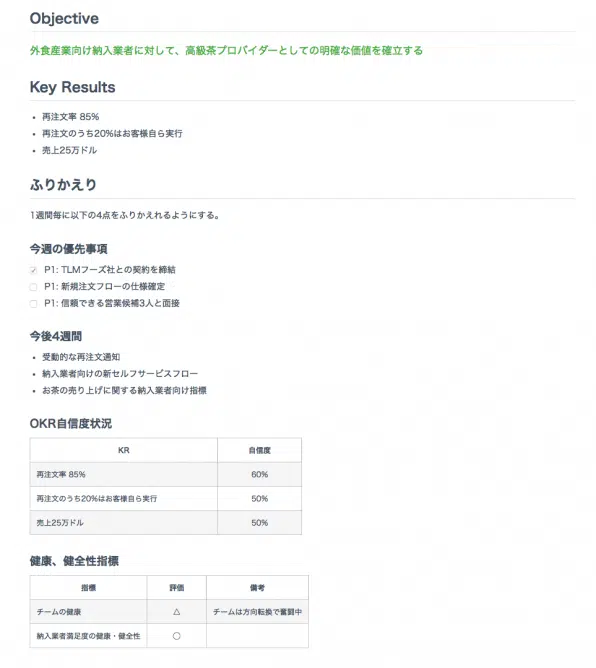 Objective
外食産業向け納入業者に対して、高級茶プロバイダーとしての明確な価値を確立する
Key Results
• 再注文率 85%
• 再注文のうち20%はお客様自ら実行
• 売上25万ドル
ふりかえり
1週間毎に以下の4点をふりかえれるようにする。
今週の優先事項
P1: TLMフーズ社との契約を締結
P1: 新規注文フローの仕様確定
P1: 信頼できる営業候補3人と面接
今後4週間
• 受動的な再注文通知
• 納入業者向けの新セルフサービスフロー
• お茶の売り上げに関する納入業者向け指標
OKR自信度状況
KR 自信度
再注文率 85% 60%
再注文のうち20%はお客様自ら実行 50%
売上25万ドル 50%
健康、健全性指標
指標 評価 備考
チームの健康 △ チームは方向転換で奮闘中
納入業者満足度の健康・健全性 ◯